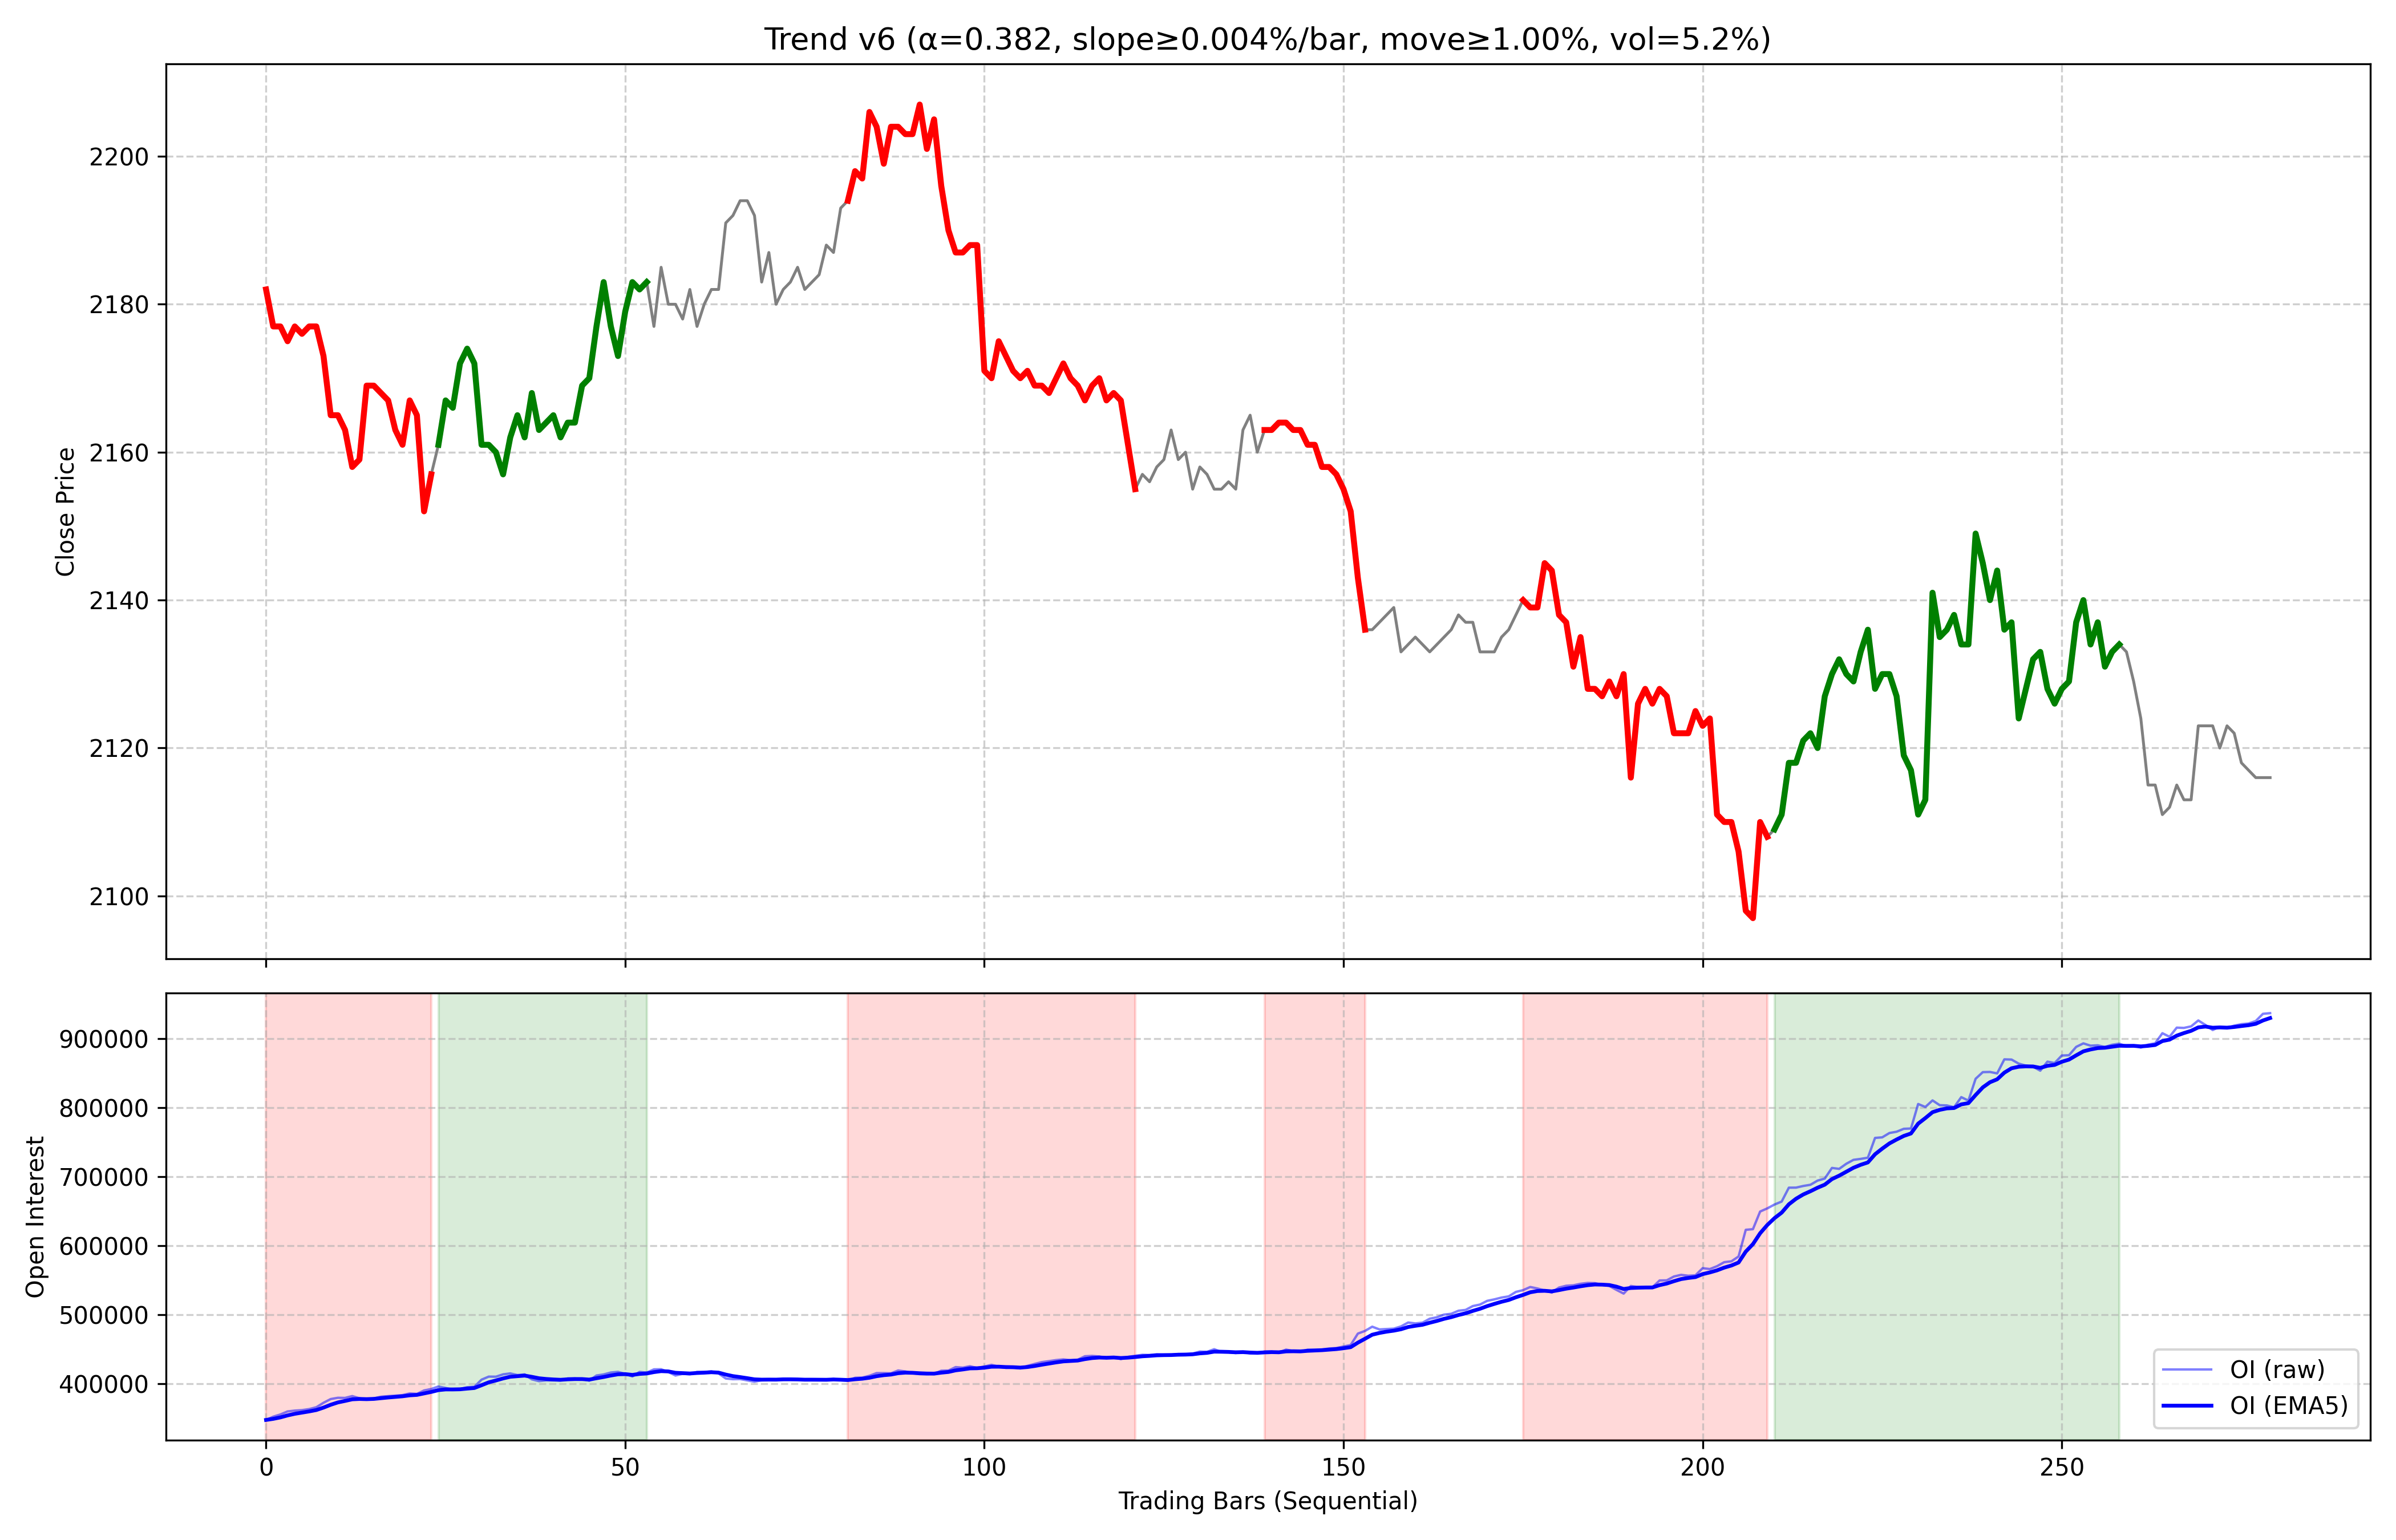 Trend v6 (α=0.382, slope≥0.004%/bar, move≥1.00%, vol=5.2%)
Close Price
2200
2180
2160
2140
2120
2100
Open Interest
900000
800000
700000
600000
500000
400000
OI (raw)
OI (EMA5)
0 50 100 150 200 250
Trading Bars (Sequential)